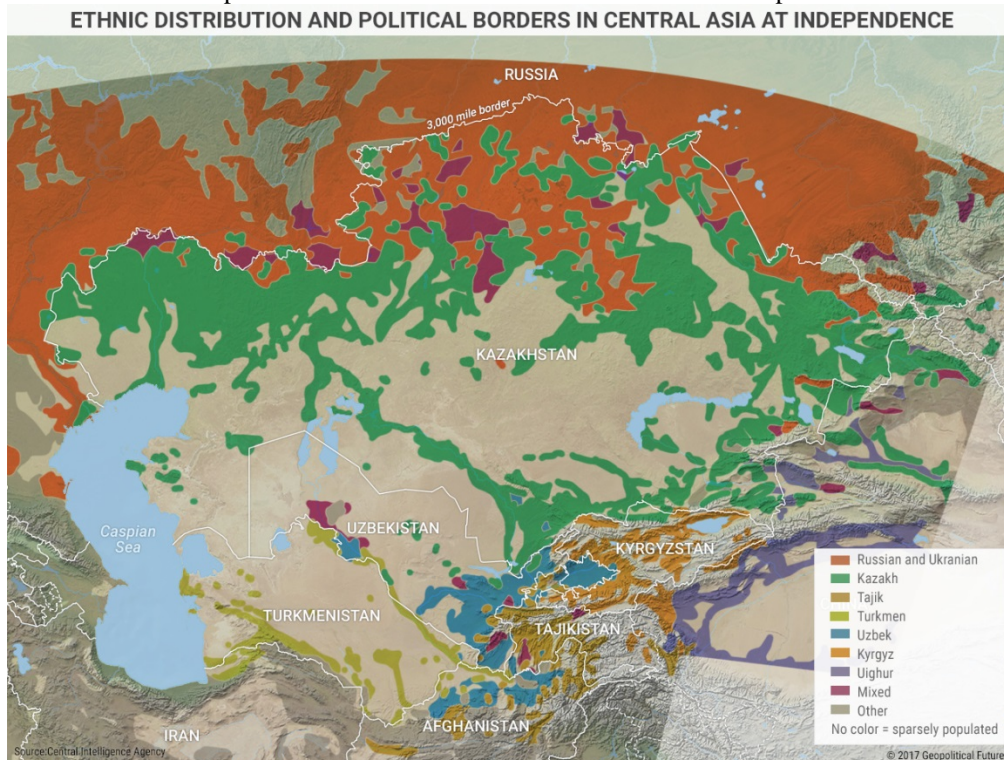 ETHNIC DISTRIBUTION AND POLITICAL BORDERS IN CENTRAL ASIA AT INDEPENDENCE
RUSSIA
3,000 mile border
KAZAKHSTAN
Caspian
Sea
UZBEKISTAN
KYRGYZSTAN
TURKMENISTAN
TAJIKISTAN
AFGHANISTAN
IRAN
Russian and Ukranian
Kazakh
Tajik
Turkmen
Uzbek
Kyrgyz
Uighur
Mixed
Other
No color = sparsely populated
Source:Central Intelligence Agency
© 2017 Geopolitical Future